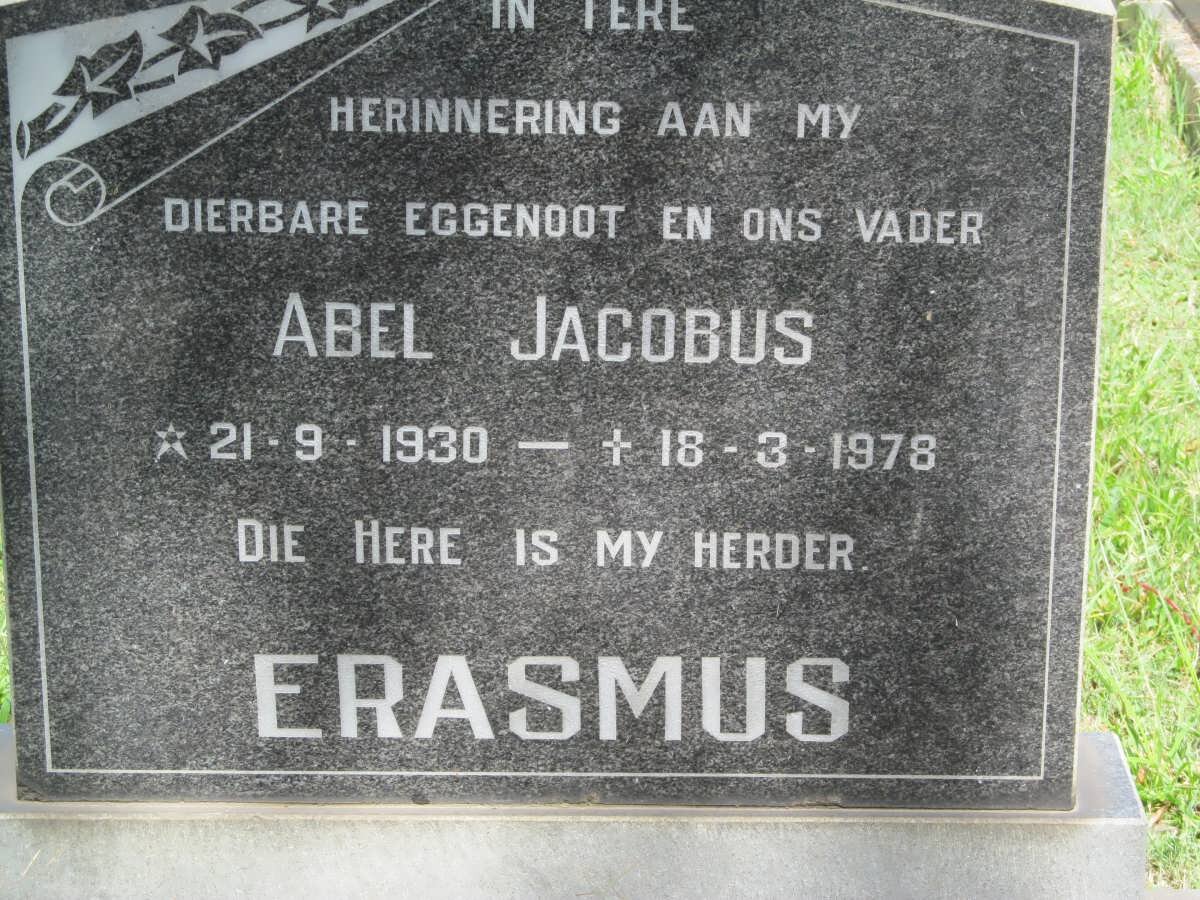 IN TERE
HERINNERING AAN MY
DIERBARE EGGENOOT EN ONS VADER
ABEL JACOBUS
☆ 21-9-1930 — ✝ 18-3-1978
DIE HERE IS MY HERDER.
ERASMUS